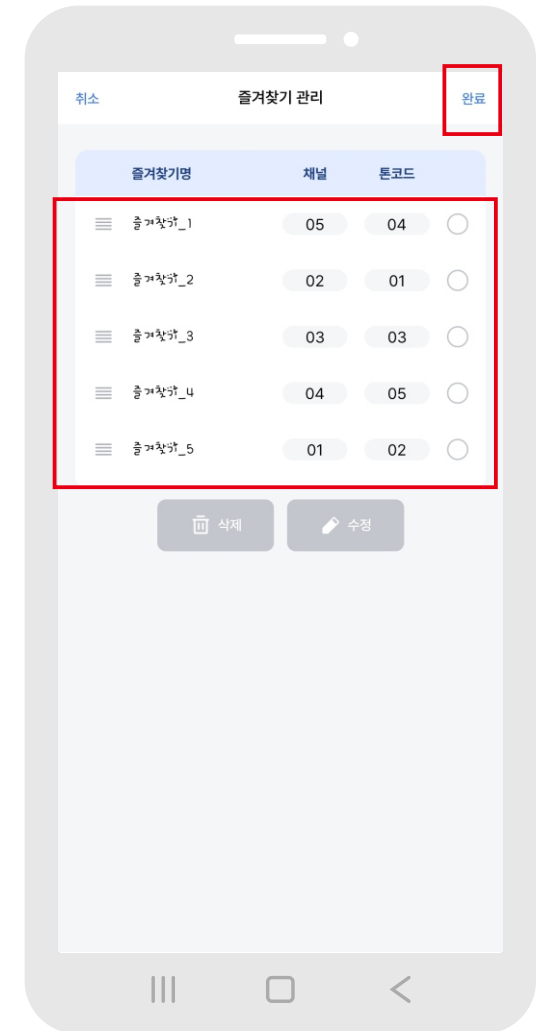 취소 즐겨찾기 관리 완료
즐겨찾기명 채널 톤코드
즐겨찾기_1 05 04
즐겨찾기_2 02 01
즐겨찾기_3 03 03
즐겨찾기_4 04 05
즐겨찾기_5 01 02
삭제 수정